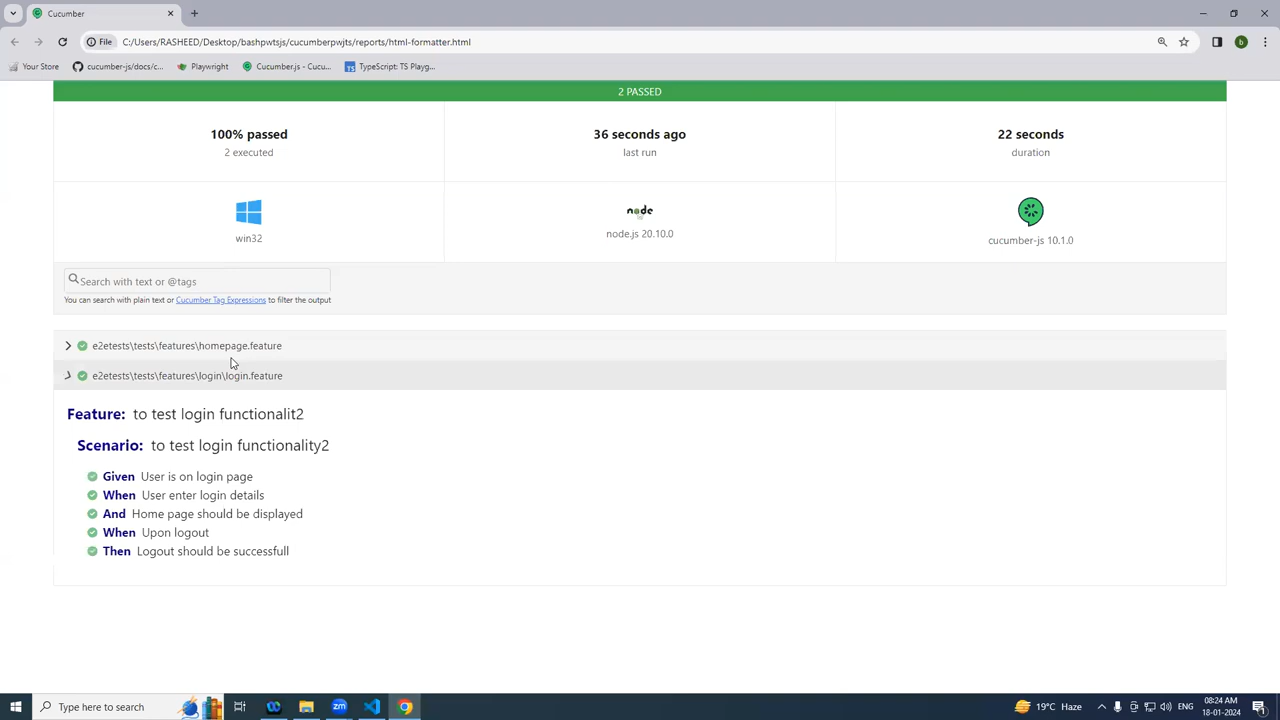 Cucumber
File C:/Users/RASHEED/Desktop/bashpwtsjs/cucumberpwjts/reports/html-formatter.html
b
Your Store cucumber-js/docs/c... Playwright Cucumber.js - Cucu... TS TypeScript: TS Playg...
2 PASSED
100% passed 36 seconds ago 22 seconds
2 executed last run duration
node
win32 node.js 20.10.0 cucumber-js 10.1.0
Search with text or @tags
You can search with plain text or Cucumber Tag Expressions to filter the output
e2etests\tests\features\homepage.feature
e2etests\tests\features\login\login.feature
Feature: to test login functionalit2
Scenario: to test login functionality2
Given User is on login page
When User enter login details
And Home page should be displayed
When Upon logout
Then Logout should be successfull
Type here to search zm 19°C Haze ENG 08:24 AM
18-01-2024
1